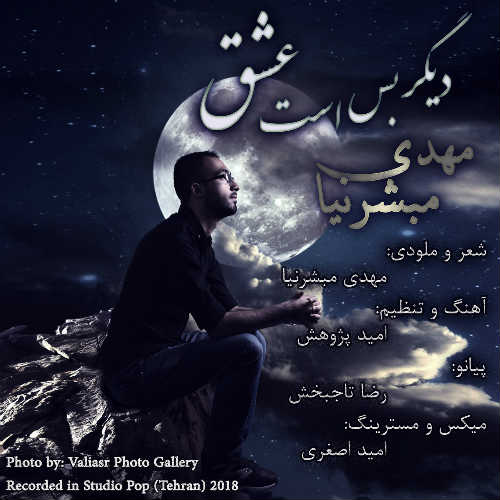 دیگر بس است عشق
مهدی
مبشرنیا
شعر و ملودی:
مهدی مبشرنیا
آهنگ و تنظیم:
امید پژوهش
پیانو:
رضا تاجبخش
میکس و مسترینگ:
امید اصغری
Photo by: Valiasr Photo Gallery
Recorded in Studio Pop (Tehran) 2018